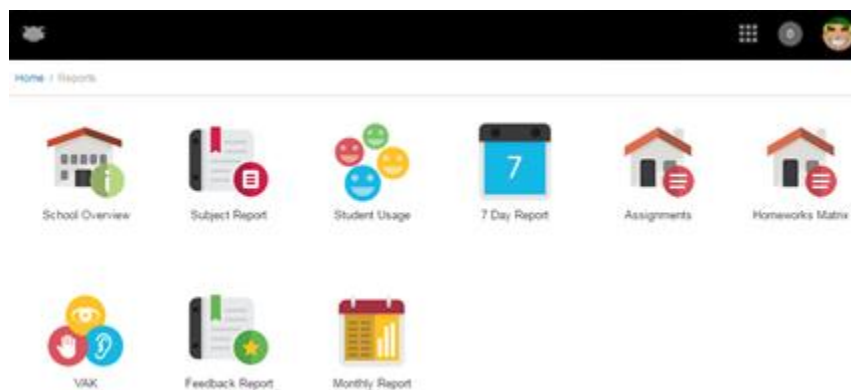 Home / Reports
School Overview
Subject Report
Student Usage
7
7 Day Report
Assignments
Homeworks Matrix
VAK
Feedback Report
Monthly Report